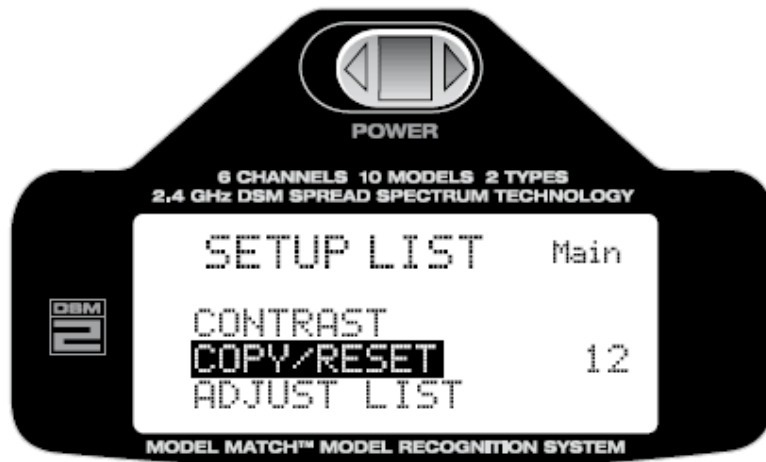 POWER
6 CHANNELS 10 MODELS 2 TYPES
2.4 GHz DSM SPREAD SPECTRUM TECHNOLOGY
SETUP LIST Main
DSM
2
CONTRAST
COPY/RESET 12
ADJUST LIST
MODEL MATCH™ MODEL RECOGNITION SYSTEM